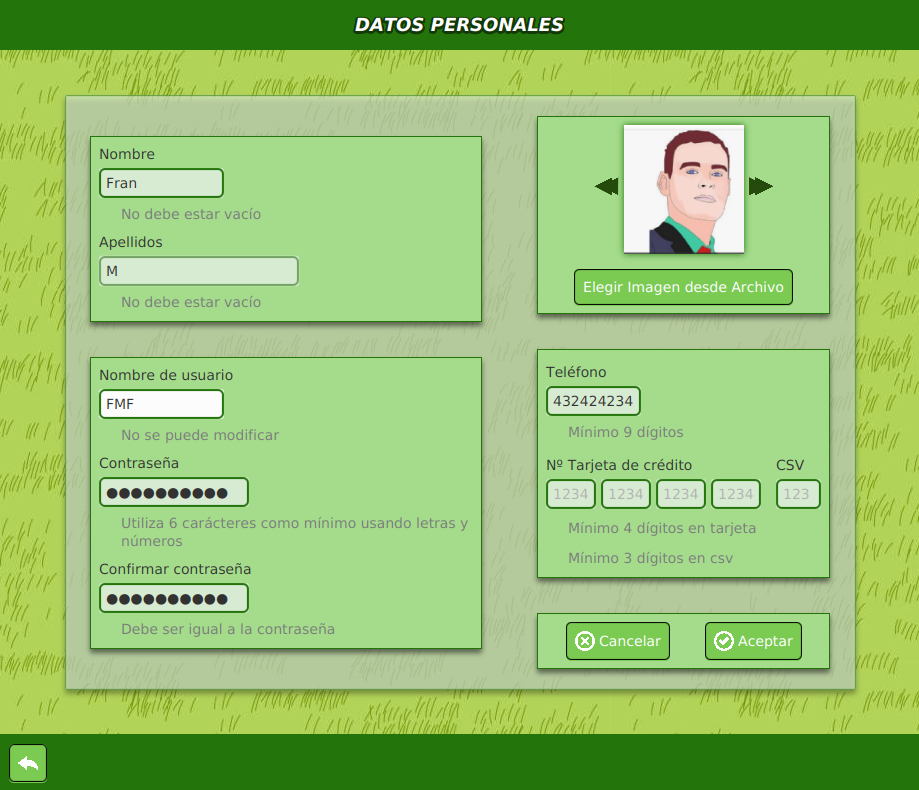 DATOS PERSONALES
Nombre
Fran
No debe estar vacío
Apellidos
M
No debe estar vacío
Elegir Imagen desde Archivo
Nombre de usuario
FMF
No se puede modificar
Contraseña
●●●●●●●●●●
Utiliza 6 carácteres como mínimo usando letras y
números
Confirmar contraseña
●●●●●●●●●●
Debe ser igual a la contraseña
Teléfono
432424234
Mínimo 9 dígitos
Nº Tarjeta de crédito CSV
1234 1234 1234 1234 123
Mínimo 4 dígitos en tarjeta
Mínimo 3 dígitos en csv
Cancelar Aceptar